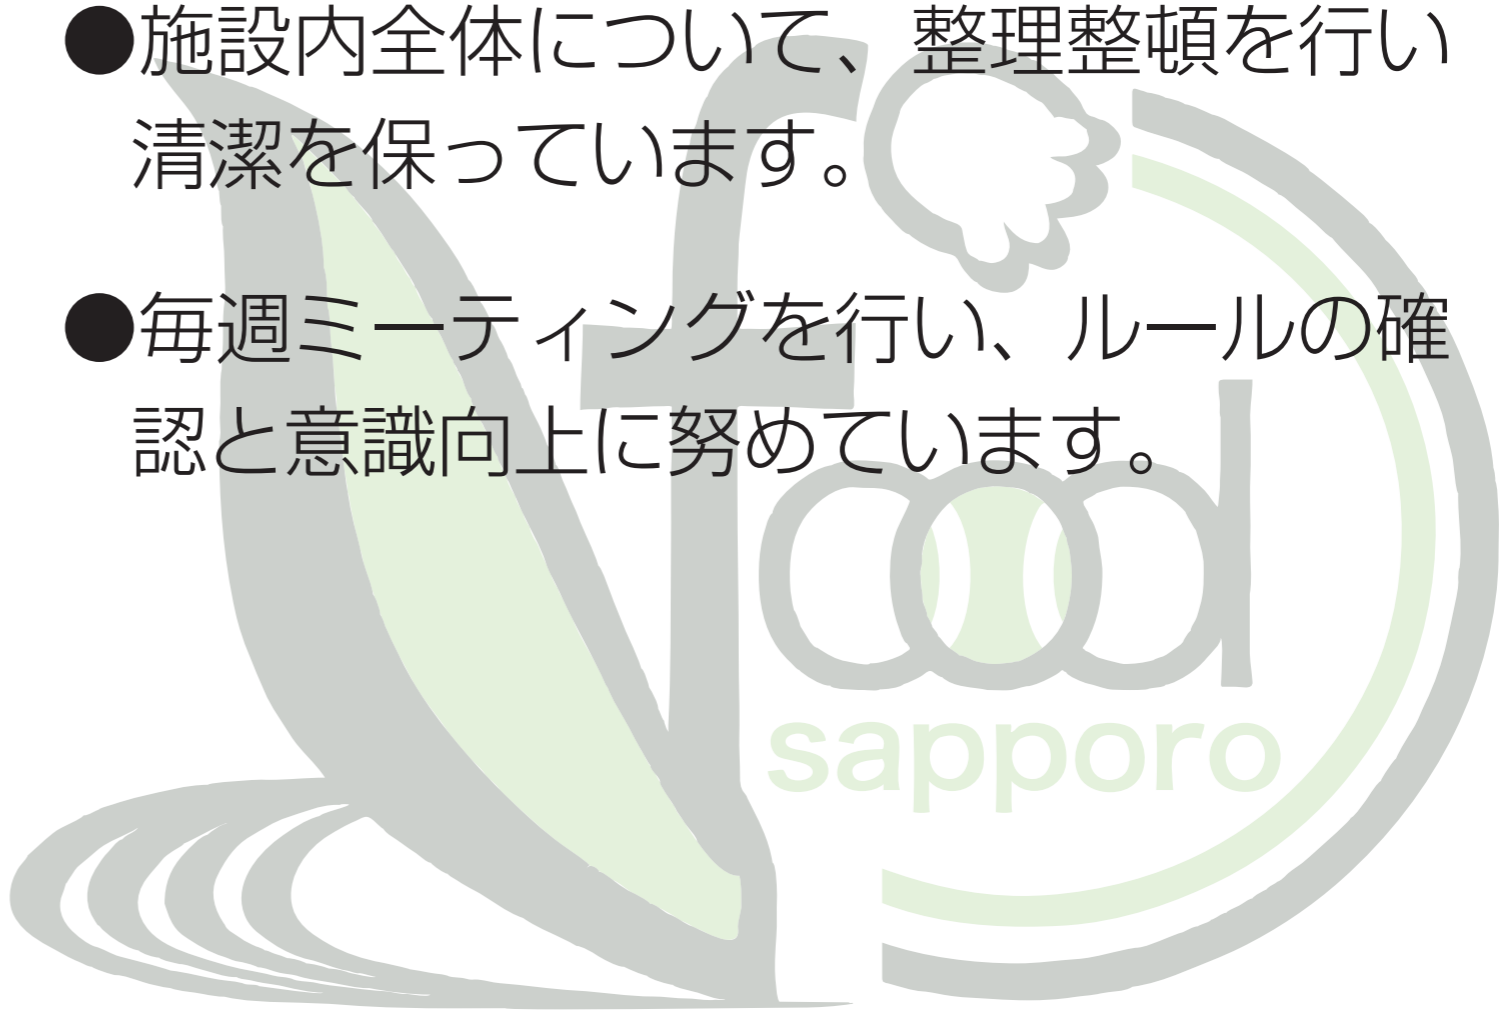 ●施設内全体について、整理整頓を行い
清潔を保っています。
●毎週ミーティングを行い、ルールの確
認と意識向上に努めています。
food
sapporo